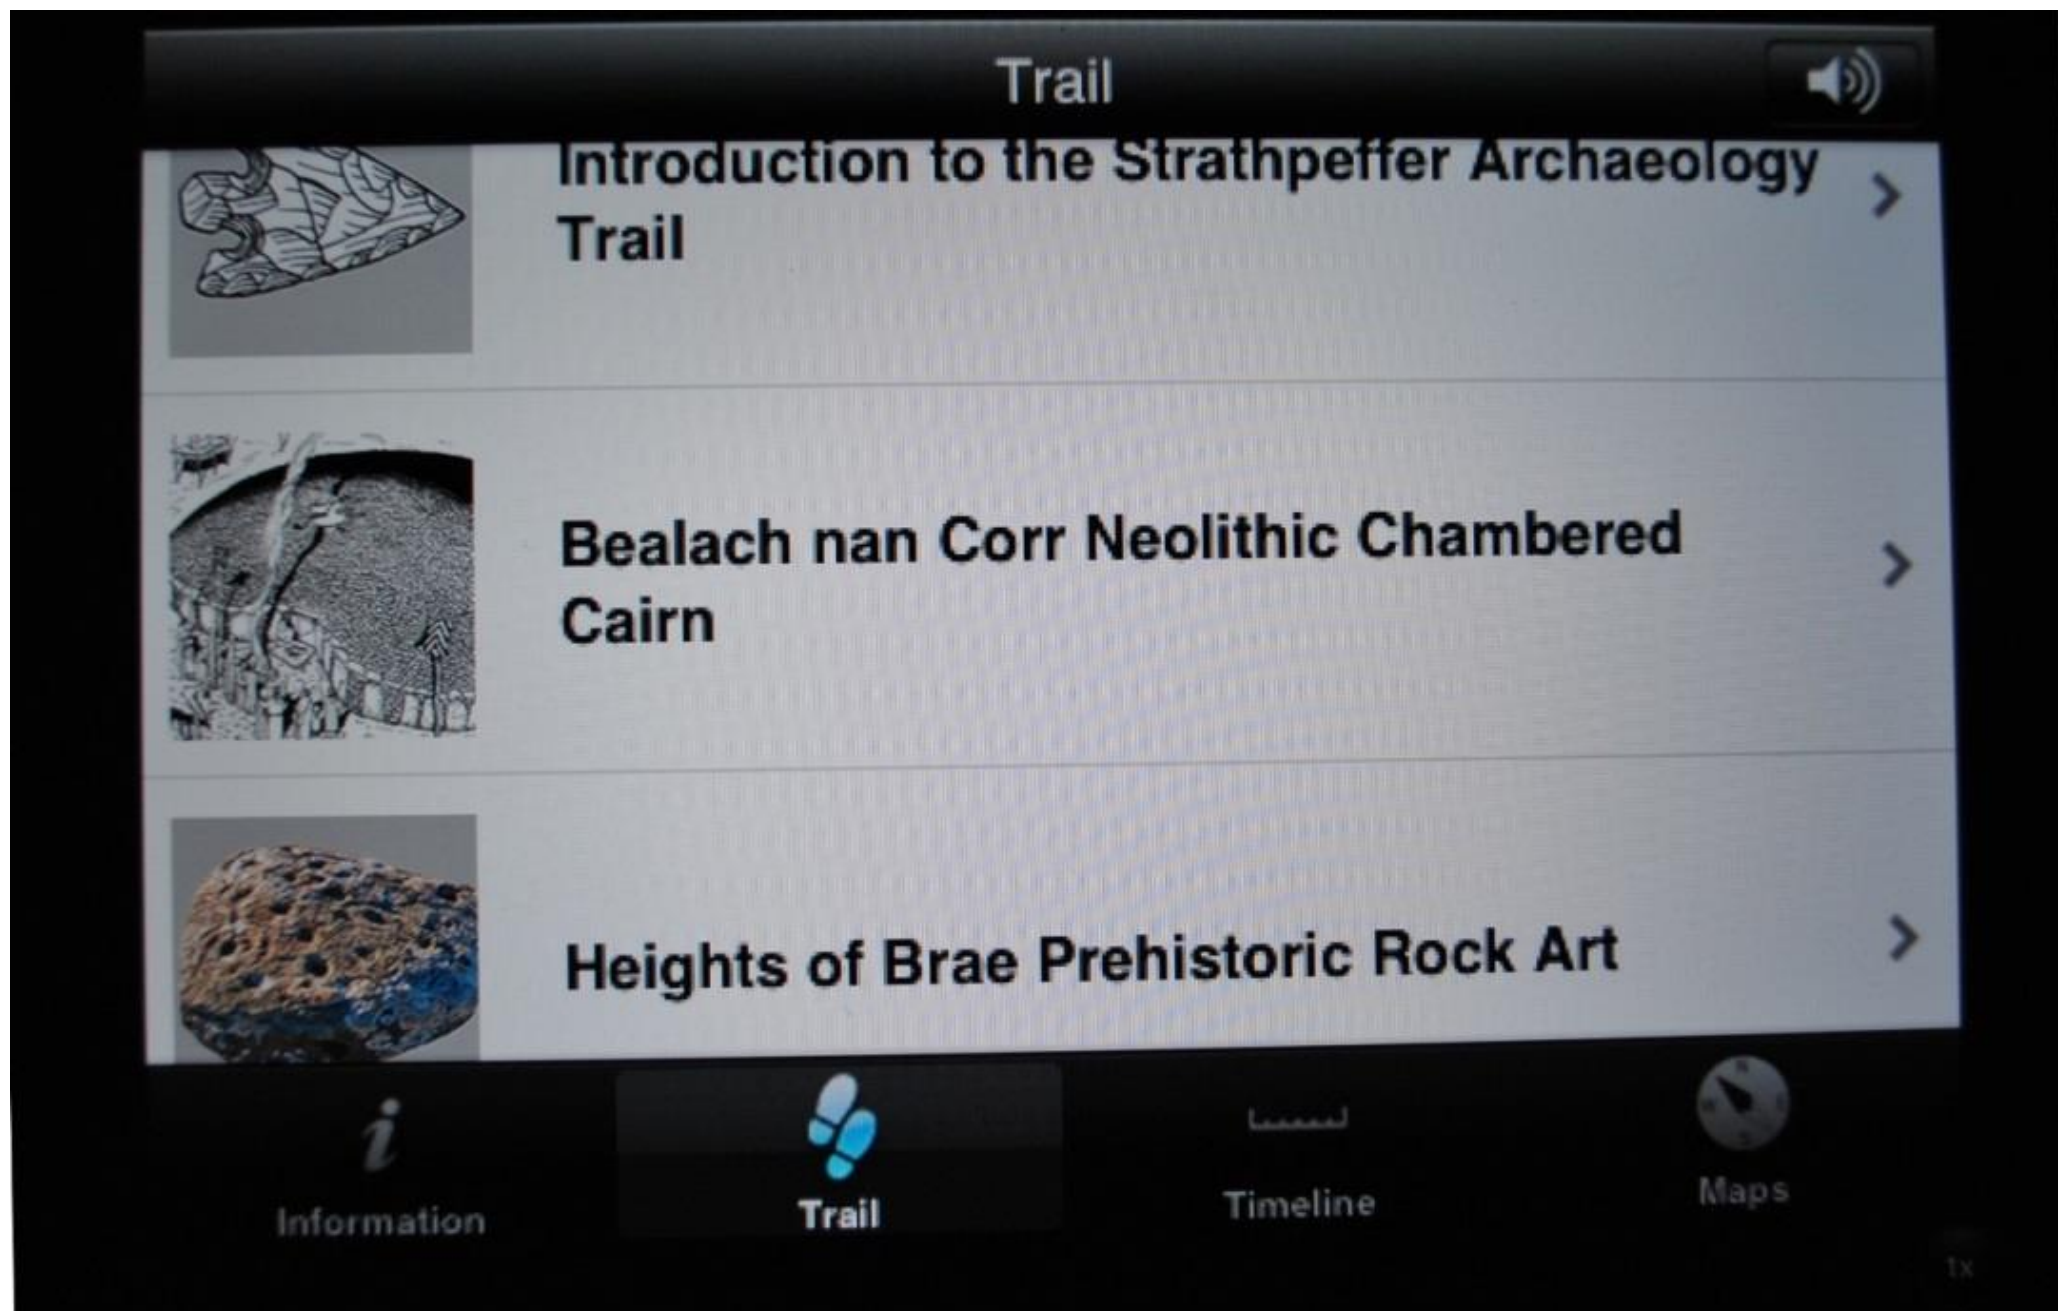 Trail
Introduction to the Strathpeffer Archaeology
Trail
Bealach nan Corr Neolithic Chambered
Cairn
Heights of Brae Prehistoric Rock Art
Information
Trail
Timeline
Maps
1x